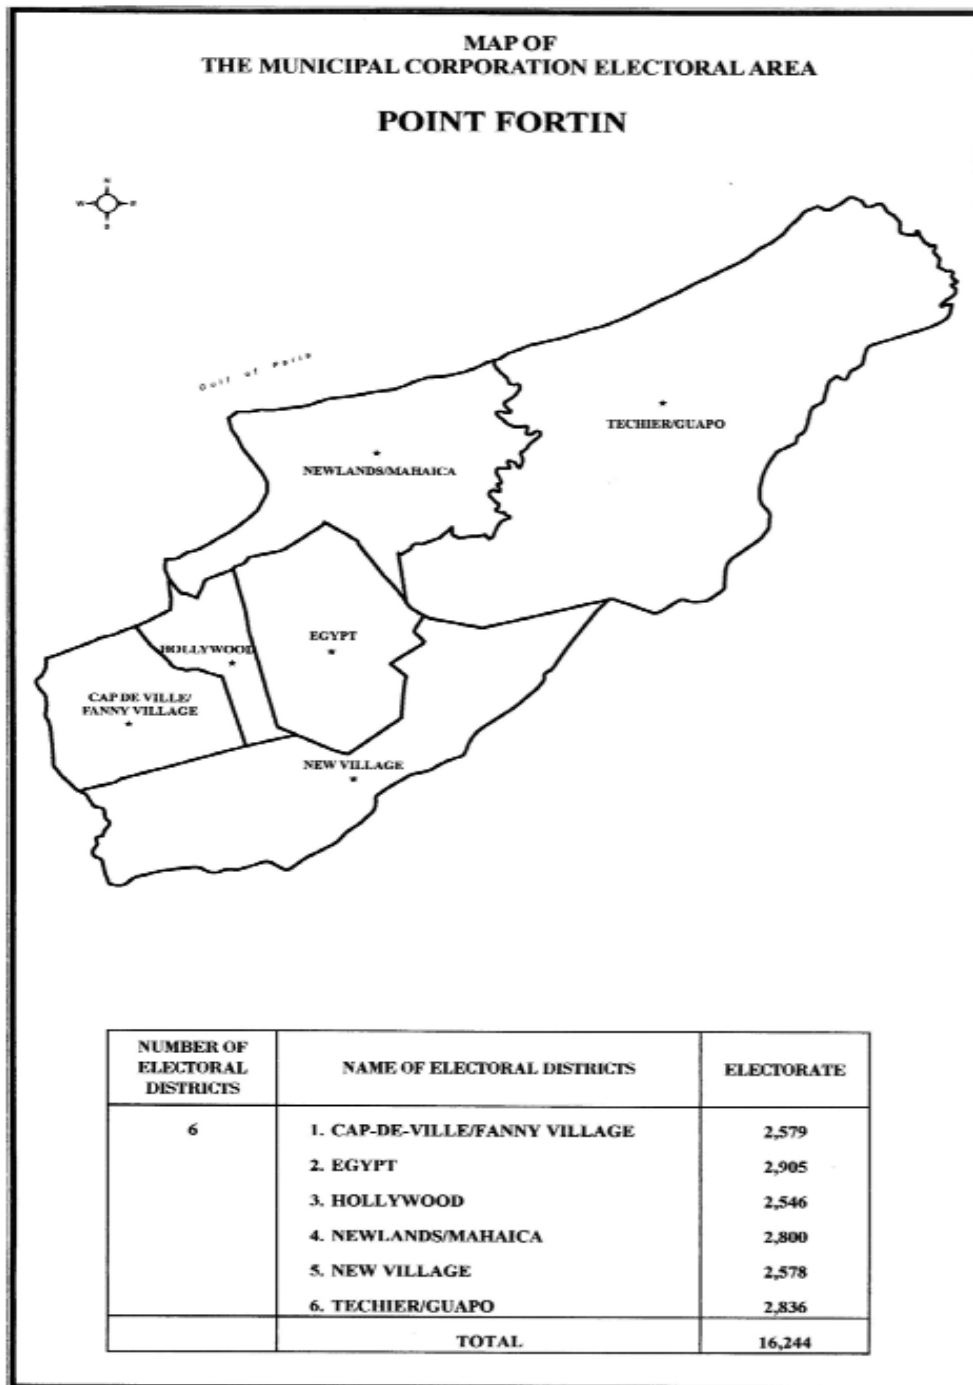 MAP OF
THE MUNICIPAL CORPORATION ELECTORAL AREA
POINT FORTIN
N
W E
S
Gulf of Paria
TECHIER/GUAPO
NEWLANDS/MAHAICA
EGYPT
HOLLYWOOD
CAP DE VILLE/
FANNY VILLAGE
NEW VILLAGE
NUMBER OF
ELECTORAL
DISTRICTS
NAME OF ELECTORAL DISTRICTS
ELECTORATE
6 1. CAP-DE-VILLE/FANNY VILLAGE 2,579
2. EGYPT 2,905
3. HOLLYWOOD 2,546
4. NEWLANDS/MAHAICA 2,800
5. NEW VILLAGE 2,578
6. TECHIER/GUAPO 2,836
TOTAL 16,244